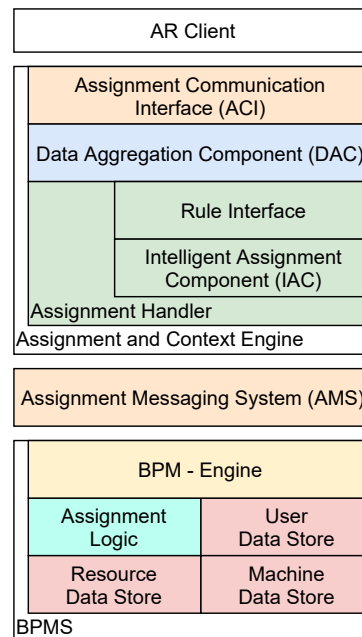 AR Client
Assignment Communication
Interface (ACI)
Data Aggregation Component (DAC)
Rule Interface
Intelligent Assignment
Component (IAC)
Assignment Handler
Assignment and Context Engine
Assignment Messaging System (AMS)
BPM - Engine
Assignment
Logic
User
Data Store
Resource
Data Store
Machine
Data Store
BPMS